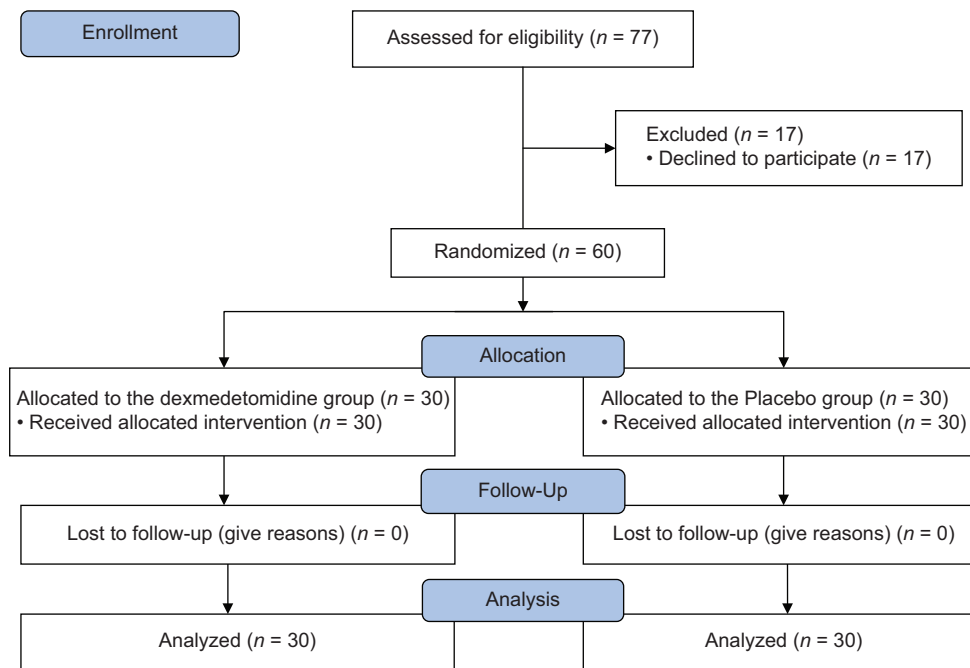 Enrollment
Assessed for eligibility (n = 77)
Excluded (n = 17)
• Declined to participate (n = 17)
Randomized (n = 60)
Allocation
Allocated to the dexmedetomidine group (n = 30)
• Received allocated intervention (n = 30)
Allocated to the Placebo group (n = 30)
• Received allocated intervention (n = 30)
Follow-Up
Lost to follow-up (give reasons) (n = 0)
Lost to follow-up (give reasons) (n = 0)
Analysis
Analyzed (n = 30)
Analyzed (n = 30)